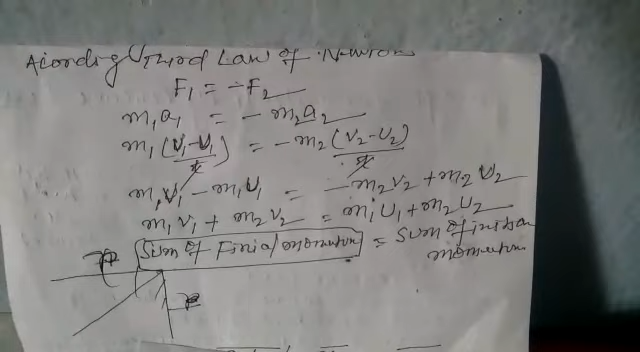 Acording Third Law of Newton
F₁ = -F₂
m₁a₁ = - m₂a₂
m₁(v₁-u₁/t) = -m₂(v₂-u₂/t)
m₁v₁ - m₁u₁ = -m₂v₂ + m₂u₂
m₁v₁ + m₂v₂ = m₁u₁ + m₂u₂
Sum of Final momentum = Sum of initial
momentum